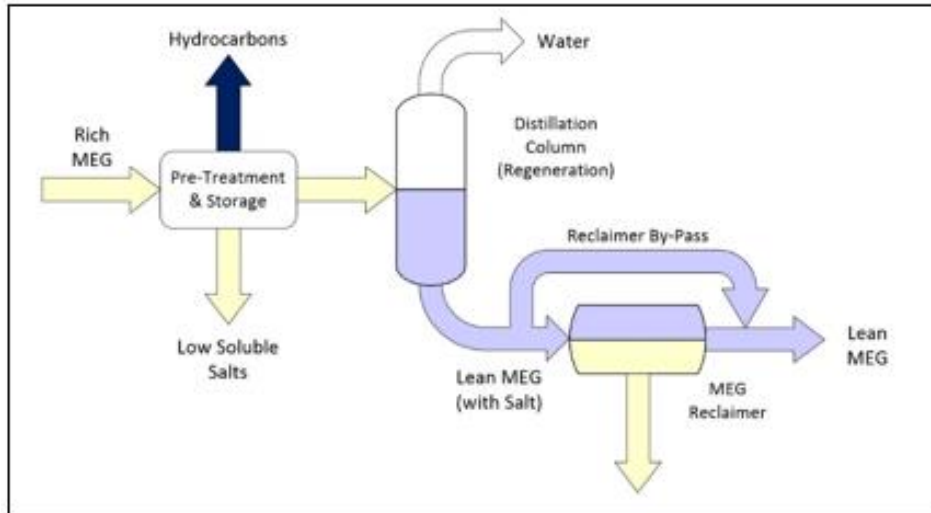 Hydrocarbons
Water
Rich
MEG
Pre-Treatment
& Storage
Distillation
Column
(Regeneration)
Reclaimer By-Pass
Low Soluble
Salts
Lean MEG
(with Salt)
MEG
Reclaimer
Lean
MEG